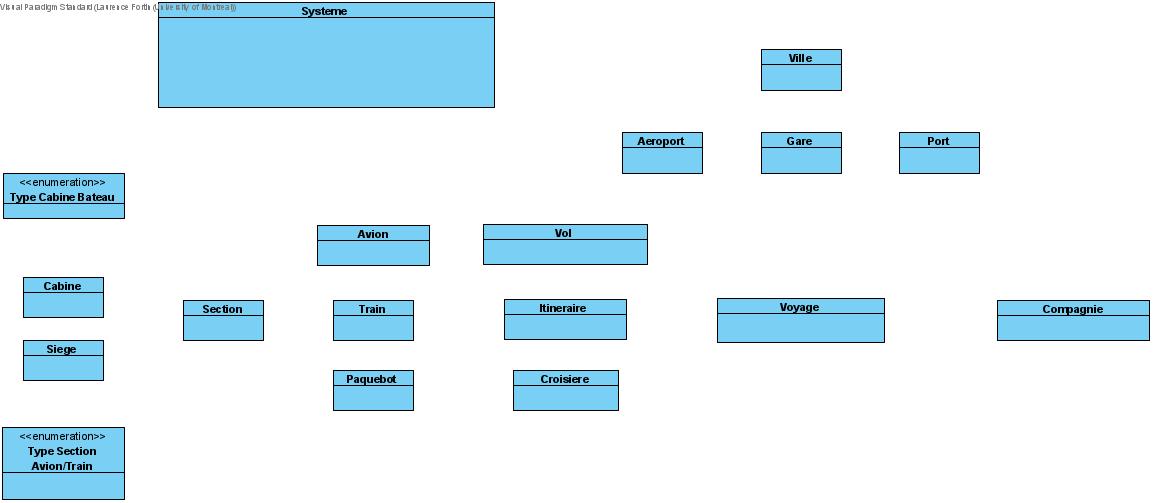 Visual Paradigm Standard (Laurence Fortin (University of Montreal))
Systeme
Ville
Aeroport
Gare
Port
<<enumeration>>
Type Cabine Bateau
Avion
Vol
Cabine
Section
Train
Itineraire
Voyage
Compagnie
Siege
Paquebot
Croisiere
<<enumeration>>
Type Section
Avion/Train